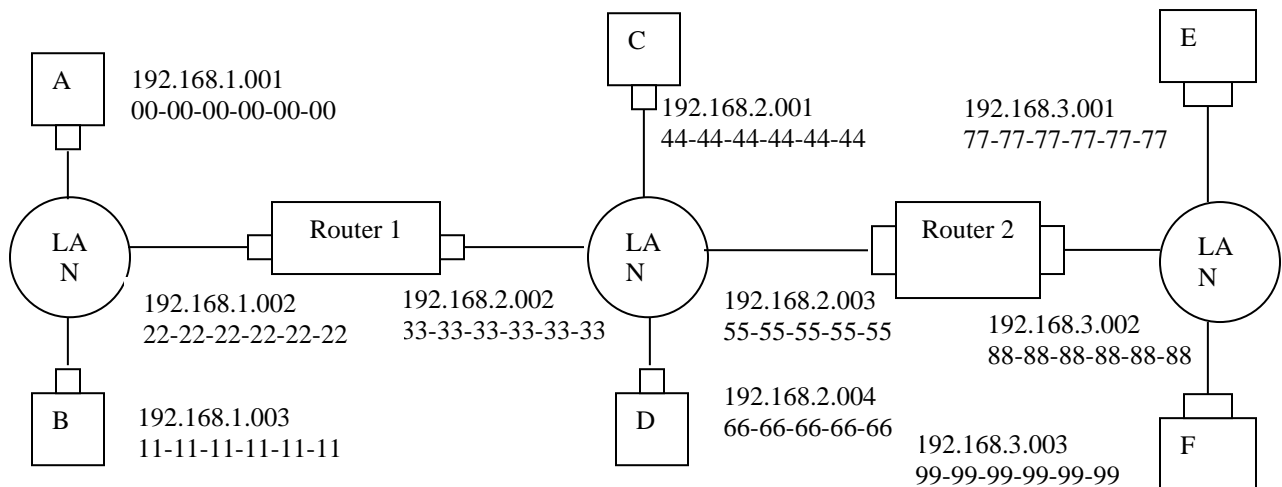 A
192.168.1.001
00-00-00-00-00-00
C
192.168.2.001
44-44-44-44-44-44
E
192.168.3.001
77-77-77-77-77-77
LA
N
Router 1
LA
N
Router 2
LA
N
192.168.1.002
22-22-22-22-22-22
192.168.2.002
33-33-33-33-33-33
192.168.2.003
55-55-55-55-55
192.168.3.002
88-88-88-88-88-88
B
192.168.1.003
11-11-11-11-11-11
D
192.168.2.004
66-66-66-66-66
192.168.3.003
99-99-99-99-99-99
F